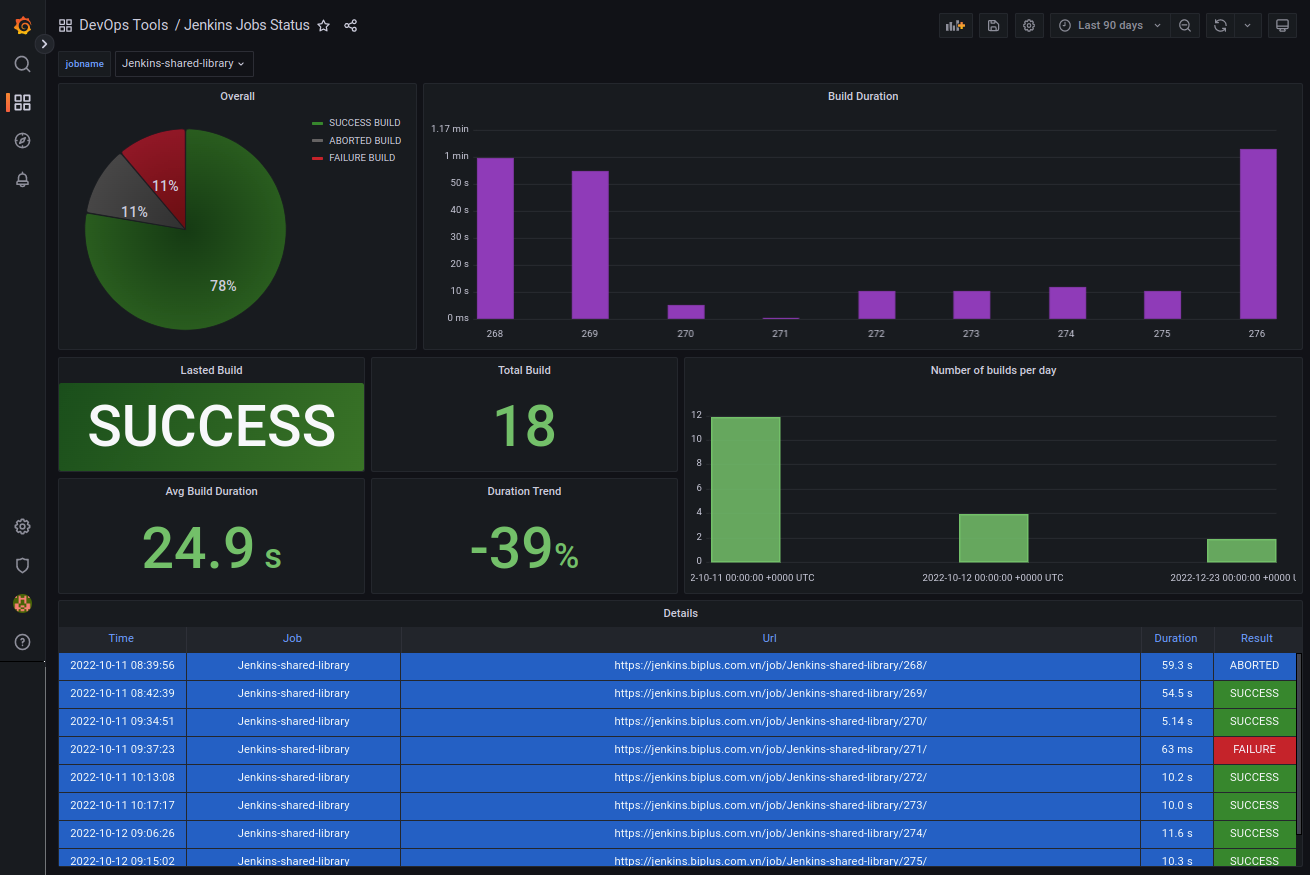 DevOps Tools / Jenkins Jobs Status
Last 90 days
jobname Jenkins-shared-library
Overall
SUCCESS BUILD
ABORTED BUILD
FAILURE BUILD
11%
11%
78%
Build Duration
1.17 min
1 min
50 s
40 s
30 s
20 s
10 s
0 ms
268 269 270 271 272 273 274 275 276
Lasted Build
SUCCESS
Total Build
18
Avg Build Duration
24.9 s
Duration Trend
-39%
Number of builds per day
12
10
8
6
4
2
0
2-10-11 00:00:00 +0000 UTC 2022-10-12 00:00:00 +0000 UTC 2022-12-23 00:00:00 +0000 U
Details
Time Job Url Duration Result
2022-10-11 08:39:56 Jenkins-shared-library https://jenkins.biplus.com.vn/job/Jenkins-shared-library/268/ 59.3 s ABORTED
2022-10-11 08:42:39 Jenkins-shared-library https://jenkins.biplus.com.vn/job/Jenkins-shared-library/269/ 54.5 s SUCCESS
2022-10-11 09:34:51 Jenkins-shared-library https://jenkins.biplus.com.vn/job/Jenkins-shared-library/270/ 5.14 s SUCCESS
2022-10-11 09:37:23 Jenkins-shared-library https://jenkins.biplus.com.vn/job/Jenkins-shared-library/271/ 63 ms FAILURE
2022-10-11 10:13:08 Jenkins-shared-library https://jenkins.biplus.com.vn/job/Jenkins-shared-library/272/ 10.2 s SUCCESS
2022-10-11 10:17:17 Jenkins-shared-library https://jenkins.biplus.com.vn/job/Jenkins-shared-library/273/ 10.0 s SUCCESS
2022-10-12 09:06:26 Jenkins-shared-library https://jenkins.biplus.com.vn/job/Jenkins-shared-library/274/ 11.6 s SUCCESS
2022-10-12 09:15:02 Jenkins-shared-library https://jenkins.biplus.com.vn/job/Jenkins-shared-library/275/ 10.3 s SUCCESS